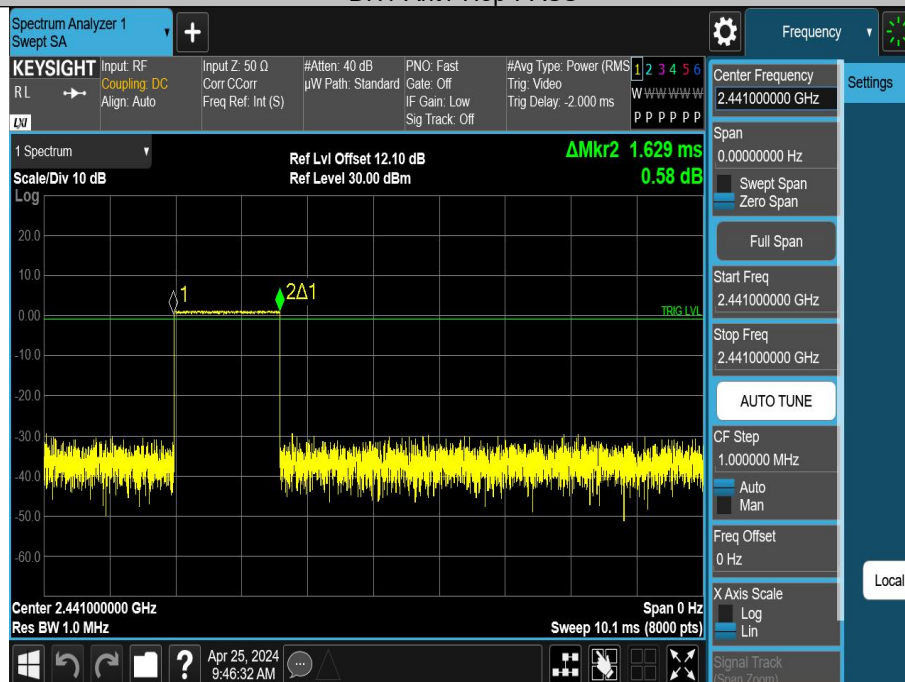 Spectrum Analyzer 1
Swept SA
+
Frequency
KEYSIGHT
RL
LXI
Input: RF
Coupling: DC
Align: Auto
Input Z: 50 Ω
Corr CCorr
Freq Ref: Int (S)
#Atten: 40 dB
µW Path: Standard
PNO: Fast
Gate: Off
IF Gain: Low
Sig Track: Off
#Avg Type: Power (RMS
Trig: Video
Trig Delay: -2.000 ms
1 2 3 4 5 6
W W W W W W
P P P P P P
1 Spectrum
Scale/Div 10 dB
Log
Ref Lvl Offset 12.10 dB
Ref Level 30.00 dBm
ΔMkr2 1.629 ms
0.58 dB
20.0
10.0
0.00
-10.0
-20.0
-30.0
-40.0
-50.0
-60.0
1
2Δ1
TRIG LVL
Center 2.441000000 GHz
Res BW 1.0 MHz
Span 0 Hz
Sweep 10.1 ms (8000 pts)
?
Apr 25, 2024
9:46:32 AM
Center Frequency
2.441000000 GHz
Span
0.00000000 Hz
Swept Span
Zero Span
Full Span
Start Freq
2.441000000 GHz
Stop Freq
2.441000000 GHz
AUTO TUNE
CF Step
1.000000 MHz
Auto
Man
Freq Offset
0 Hz
X Axis Scale
Log
Lin
Signal Track
(Span Zoom)
Settings
Local